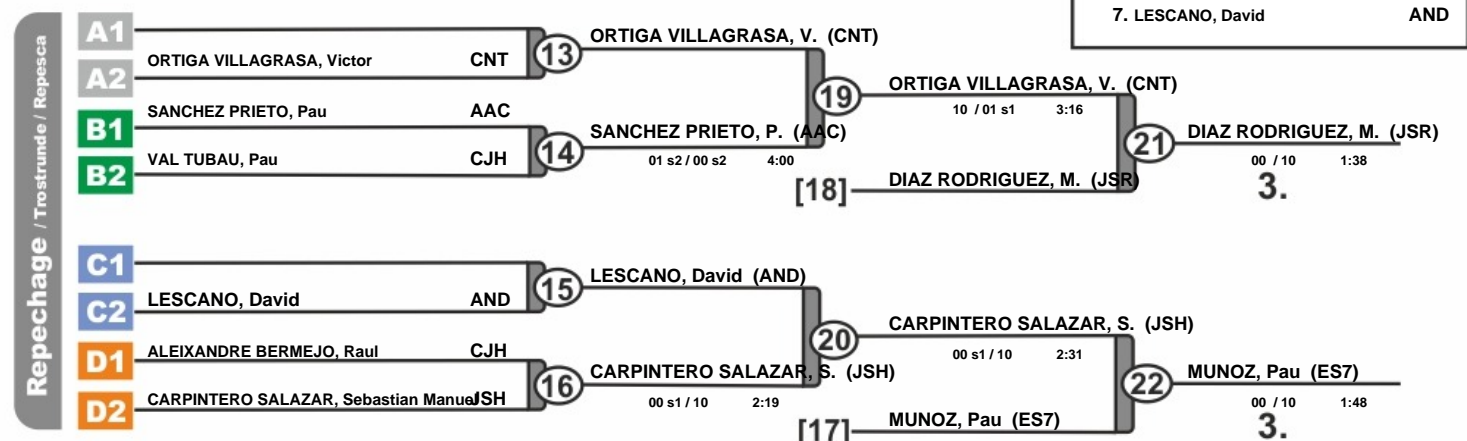 7. LESCANO, David AND
Repechage / Trostrunde / Repesca
A1
ORTIGA VILLAGRASA, Victor CNT
A2
13
ORTIGA VILLAGRASA, V. (CNT)
B1
SANCHEZ PRIETO, Pau AAC
B2
VAL TUBAU, Pau CJH
14
SANCHEZ PRIETO, P. (AAC)
01 s2 / 00 s2 4:00
19
ORTIGA VILLAGRASA, V. (CNT)
10 / 01 s1 3:16
[18]
DIAZ RODRIGUEZ, M. (JSR)
21
DIAZ RODRIGUEZ, M. (JSR)
00 / 10 1:38
3.
C1
C2
LESCANO, David AND
15
LESCANO, David (AND)
D1
ALEIXANDRE BERMEJO, Raul CJH
D2
CARPINTERO SALAZAR, Sebastian Manuel JSH
16
CARPINTERO SALAZAR, S. (JSH)
00 s1 / 10 2:19
20
CARPINTERO SALAZAR, S. (JSH)
00 s1 / 10 2:31
[17]
MUNOZ, Pau (ES7)
22
MUNOZ, Pau (ES7)
00 / 10 1:48
3.